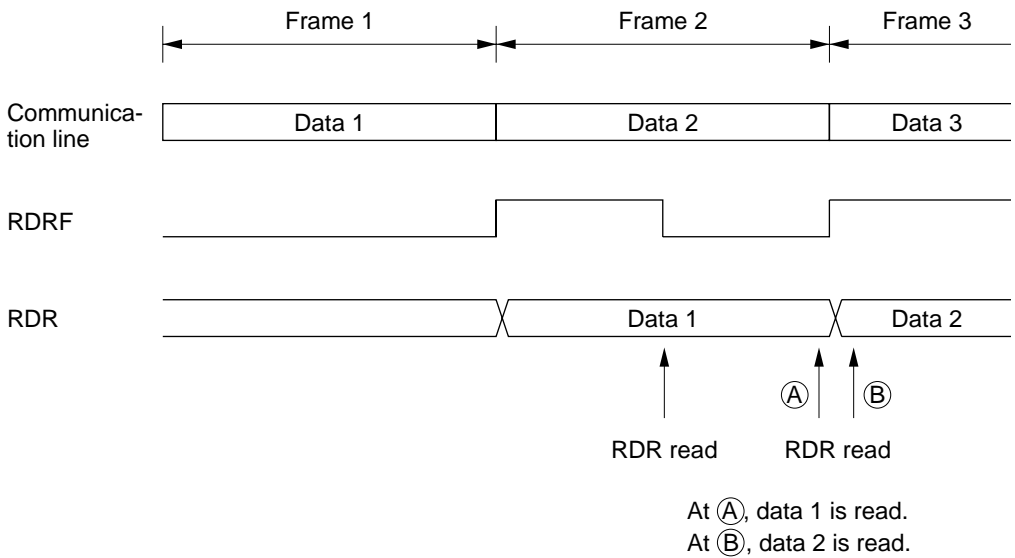 Frame 1 Frame 2 Frame 3
Communica-
tion line
Data 1 Data 2 Data 3
RDRF
RDR
Data 1 Data 2
A B
RDR read RDR read
At A, data 1 is read.
At B, data 2 is read.